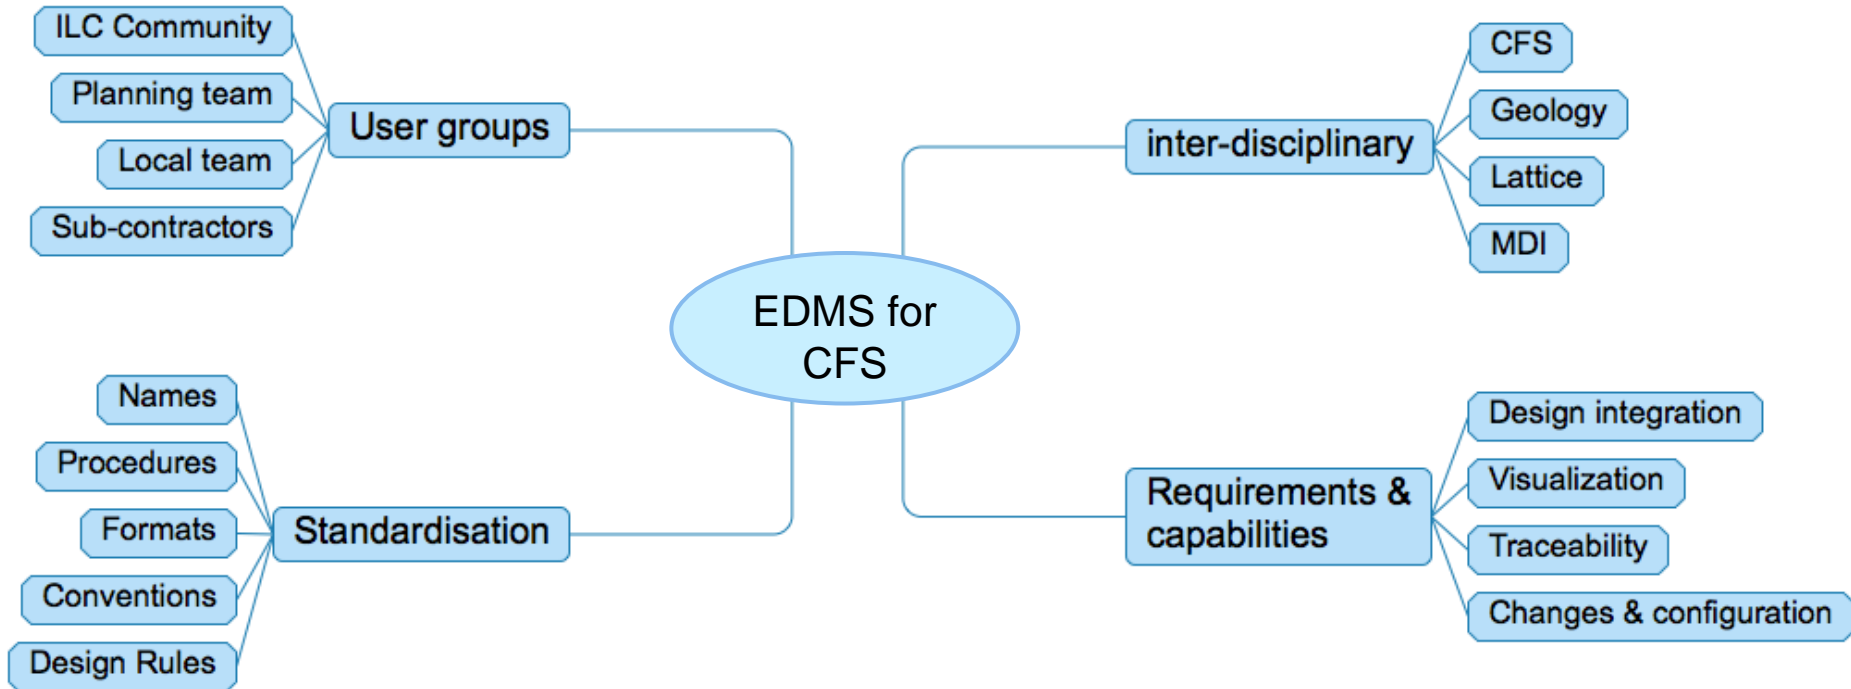 ILC Community
Planning team
Local team
Sub-contractors
User groups
inter-disciplinary
CFS
Geology
Lattice
MDI
EDMS for
CFS
Names
Procedures
Formats
Conventions
Design Rules
Standardisation
Requirements &
capabilities
Design integration
Visualization
Traceability
Changes & configuration